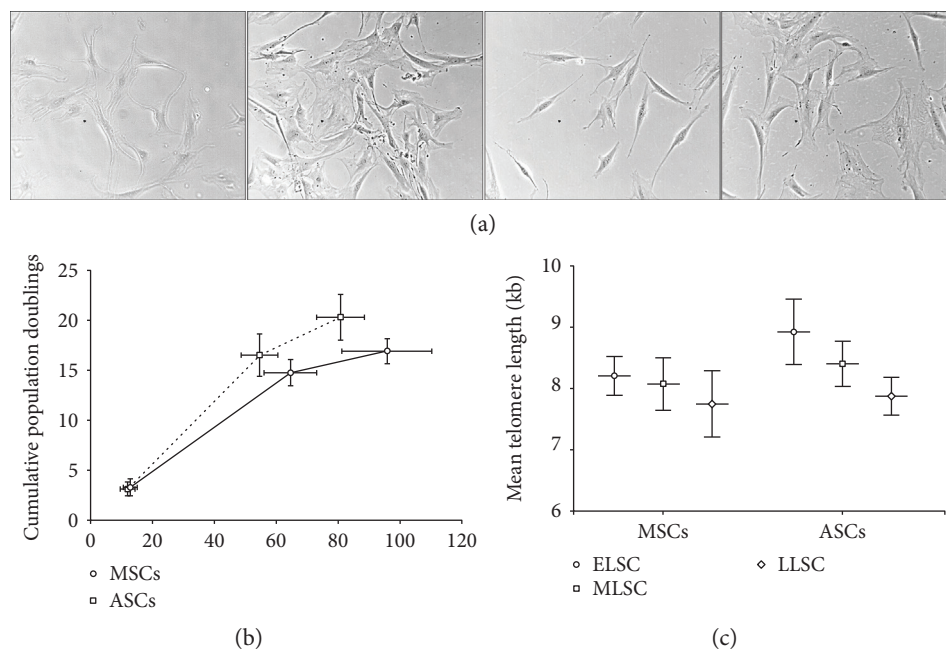 (a)
Cumulative population doublings
25
20
15
10
5
0
0 20 40 60 80 100 120
MSCs
ASCs
(b)
Mean telomere length (kb)
10
9
8
7
6
MSCs ASCs
ELSC LLSC
MLSC
(c)